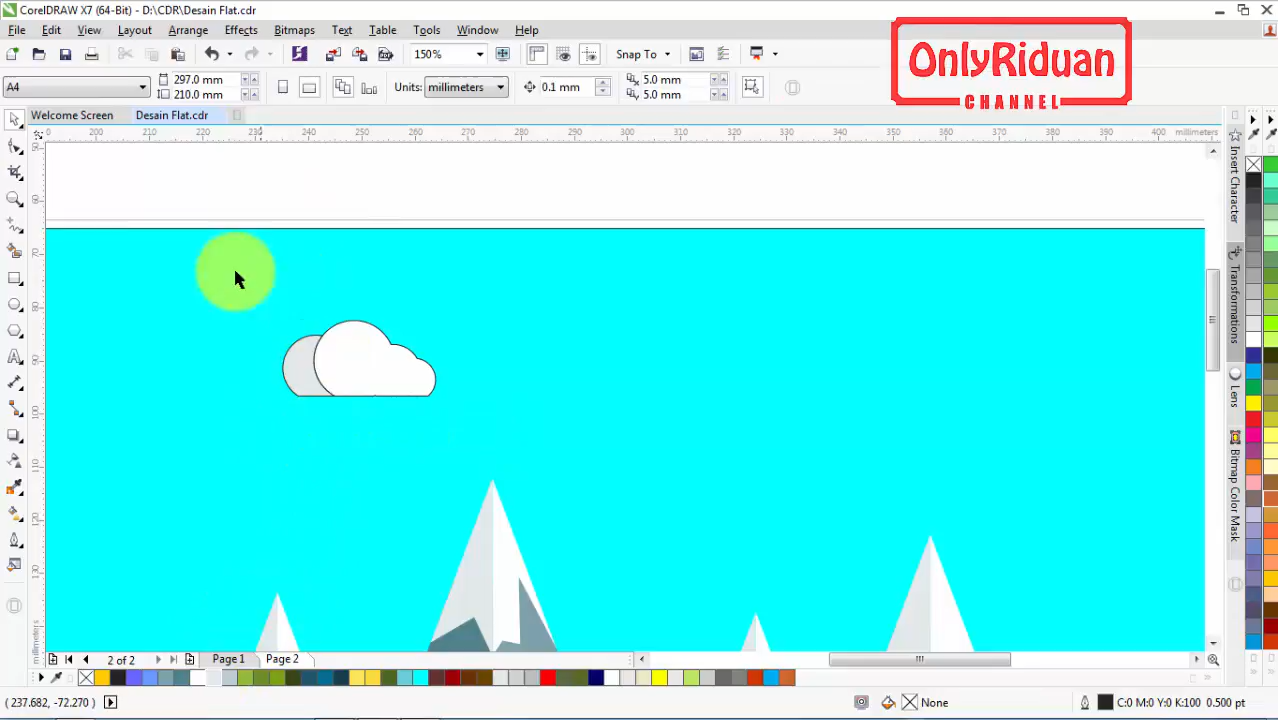 CorelDRAW X7 (64-Bit) - D:\CDR\Desain Flat.cdr
File Edit View Layout Arrange Effects Bitmaps Text Table Tools Window Help
150% Snap To
OnlyRiduan
CHANNEL
A4 297.0 mm 210.0 mm Units: millimeters 0.1 mm 5.0 mm 5.0 mm
Welcome Screen Desain Flat.cdr
200 210 220 230 240 250 260 270 280 290 300 310 320 330 340 350 360 370 380 390 400 millimeters
Insert Character
Transformations
Lens
Bitmap Color Mask
millimeters
2 of 2 Page 1 Page 2
( 237.682, -72.270 ) None C:0 M:0 Y:0 K:100 0.500 pt